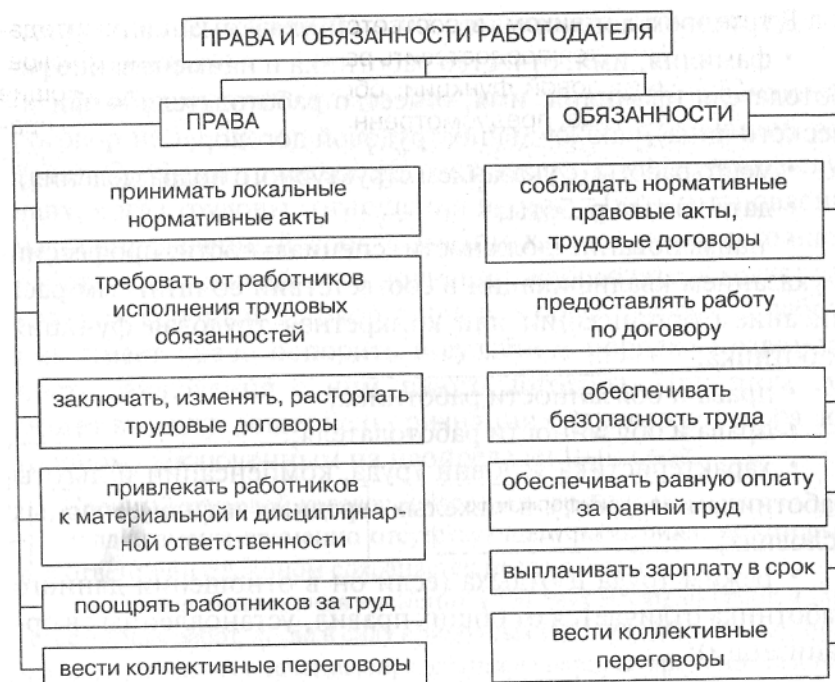 ПРАВА И ОБЯЗАННОСТИ РАБОТОДАТЕЛЯ
ПРАВА
ОБЯЗАННОСТИ
принимать локальные
нормативные акты
требовать от работников
исполнения трудовых
обязанностей
заключать, изменять, расторгать
трудовые договоры
привлекать работников
к материальной и дисциплинар-
ной ответственности
поощрять работников за труд
вести коллективные переговоры
соблюдать нормативные
правовые акты,
трудовые договоры
предоставлять работу
по договору
обеспечивать
безопасность труда
обеспечивать равную оплату
за равный труд
выплачивать зарплату в срок
вести коллективные
переговоры